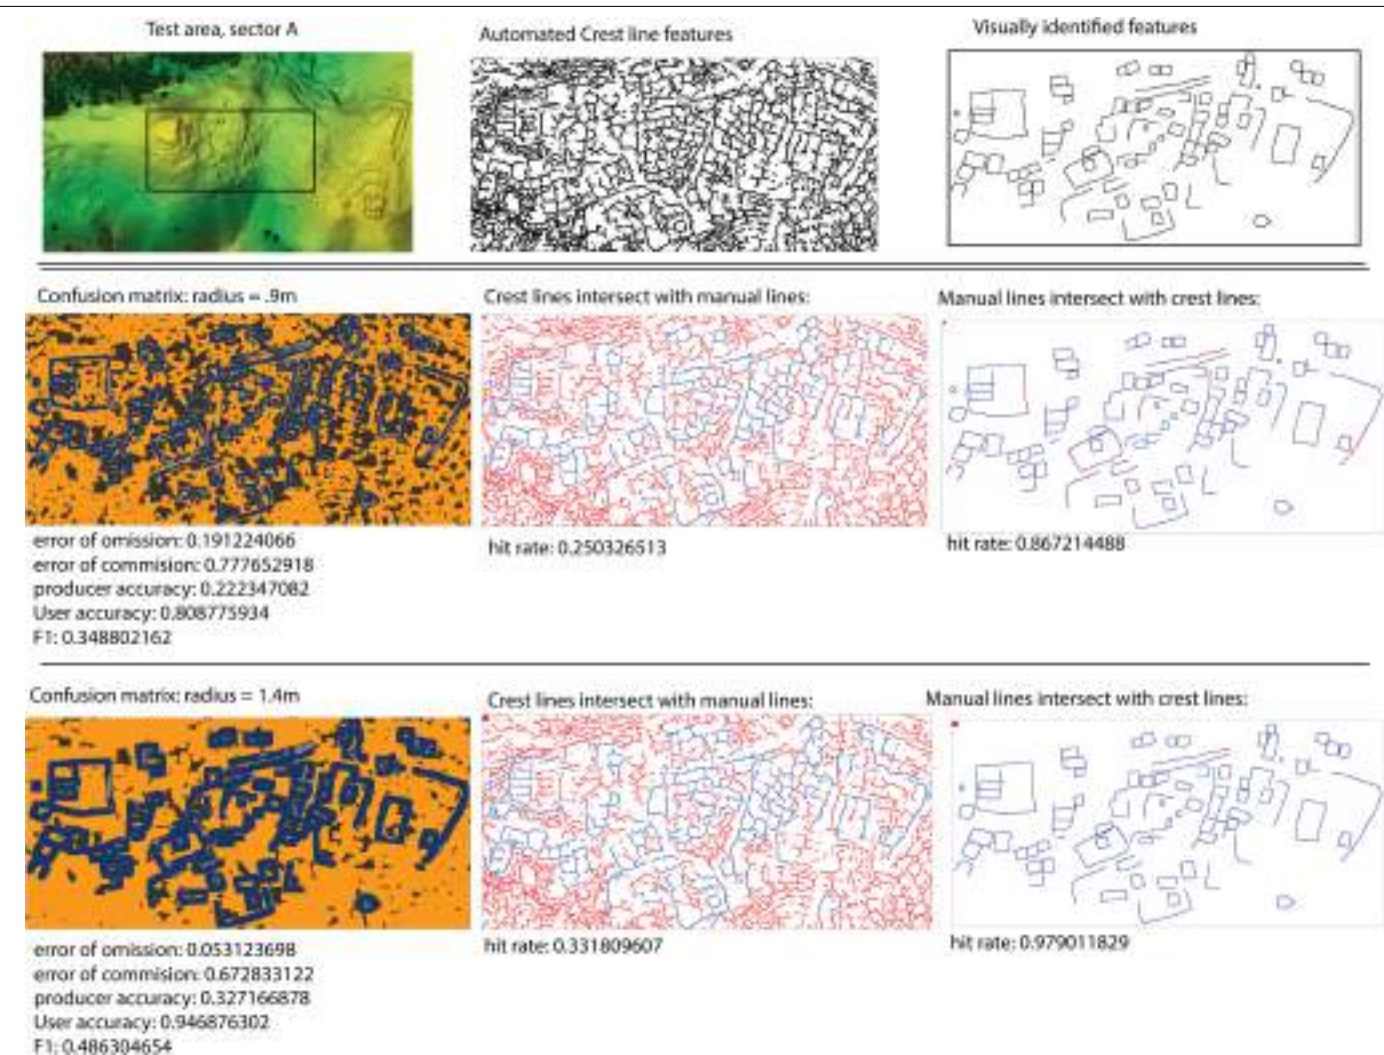 Test area, sector A
Automated Crest line features
Visually identified features
Confusion matrix: radius = .9m
Crest lines intersect with manual lines:
Manual lines intersect with crest lines:
error of omission: 0.191224066
error of commision: 0.777652918
producer accuracy: 0.222347082
User accuracy: 0.808775934
F1: 0.348802162
hit rate: 0.250326513
hit rate: 0.867214488
Confusion matrix: radius = 1.4m
Crest lines intersect with manual lines:
Manual lines intersect with crest lines:
error of omission: 0.053123698
error of commision: 0.672833122
producer accuracy: 0.327166878
User accuracy: 0.946876302
F1: 0.486304654
hit rate: 0.331809607
hit rate: 0.979011829